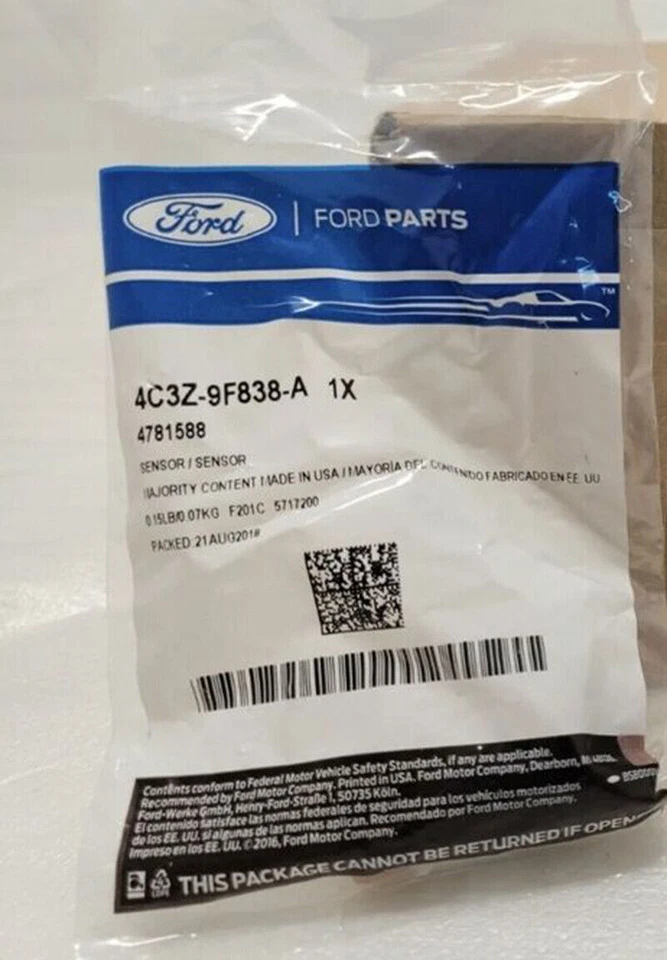 Ford | FORD PARTS
TM
4C3Z-9F838-A 1X
4781588
SENSOR / SENSOR
MAJORITY CONTENT MADE IN USA / MAYORÍA DEL CONTENIDO FABRICADO EN EE. UU
0.15LB/0.07KG F201C 5717200
PACKED:21AUG201
Contents conform to Federal Motor Vehicle Safety Standards, if any are applicable.
Recommended by Ford Motor Company. Printed in USA. Ford Motor Company, Dearborn,
Ford-Werke GmbH, Henry-Ford-Straße 1, 50735 Köln.
El contenido satisface las normas federales de seguridad para los vehículos motorizados
de los EE. UU. si algunas de las normas aplican. Recomendado por Ford Motor Company.
Impreso en los EE. UU. ©2016, Ford Motor Company.
THIS PACKAGE CANNOT BE RETURNED IF OPEN